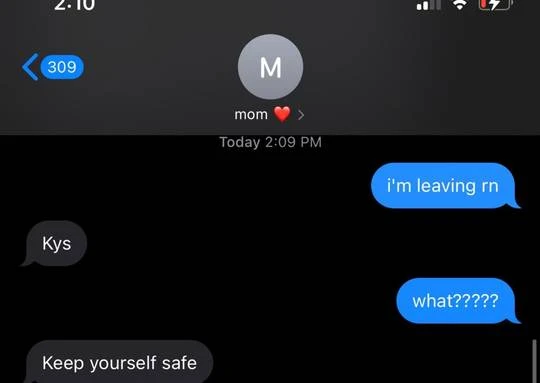 2:10
309
M
mom ❤️ >
Today 2:09 PM
i'm leaving rn
Kys
what?????
Keep yourself safe